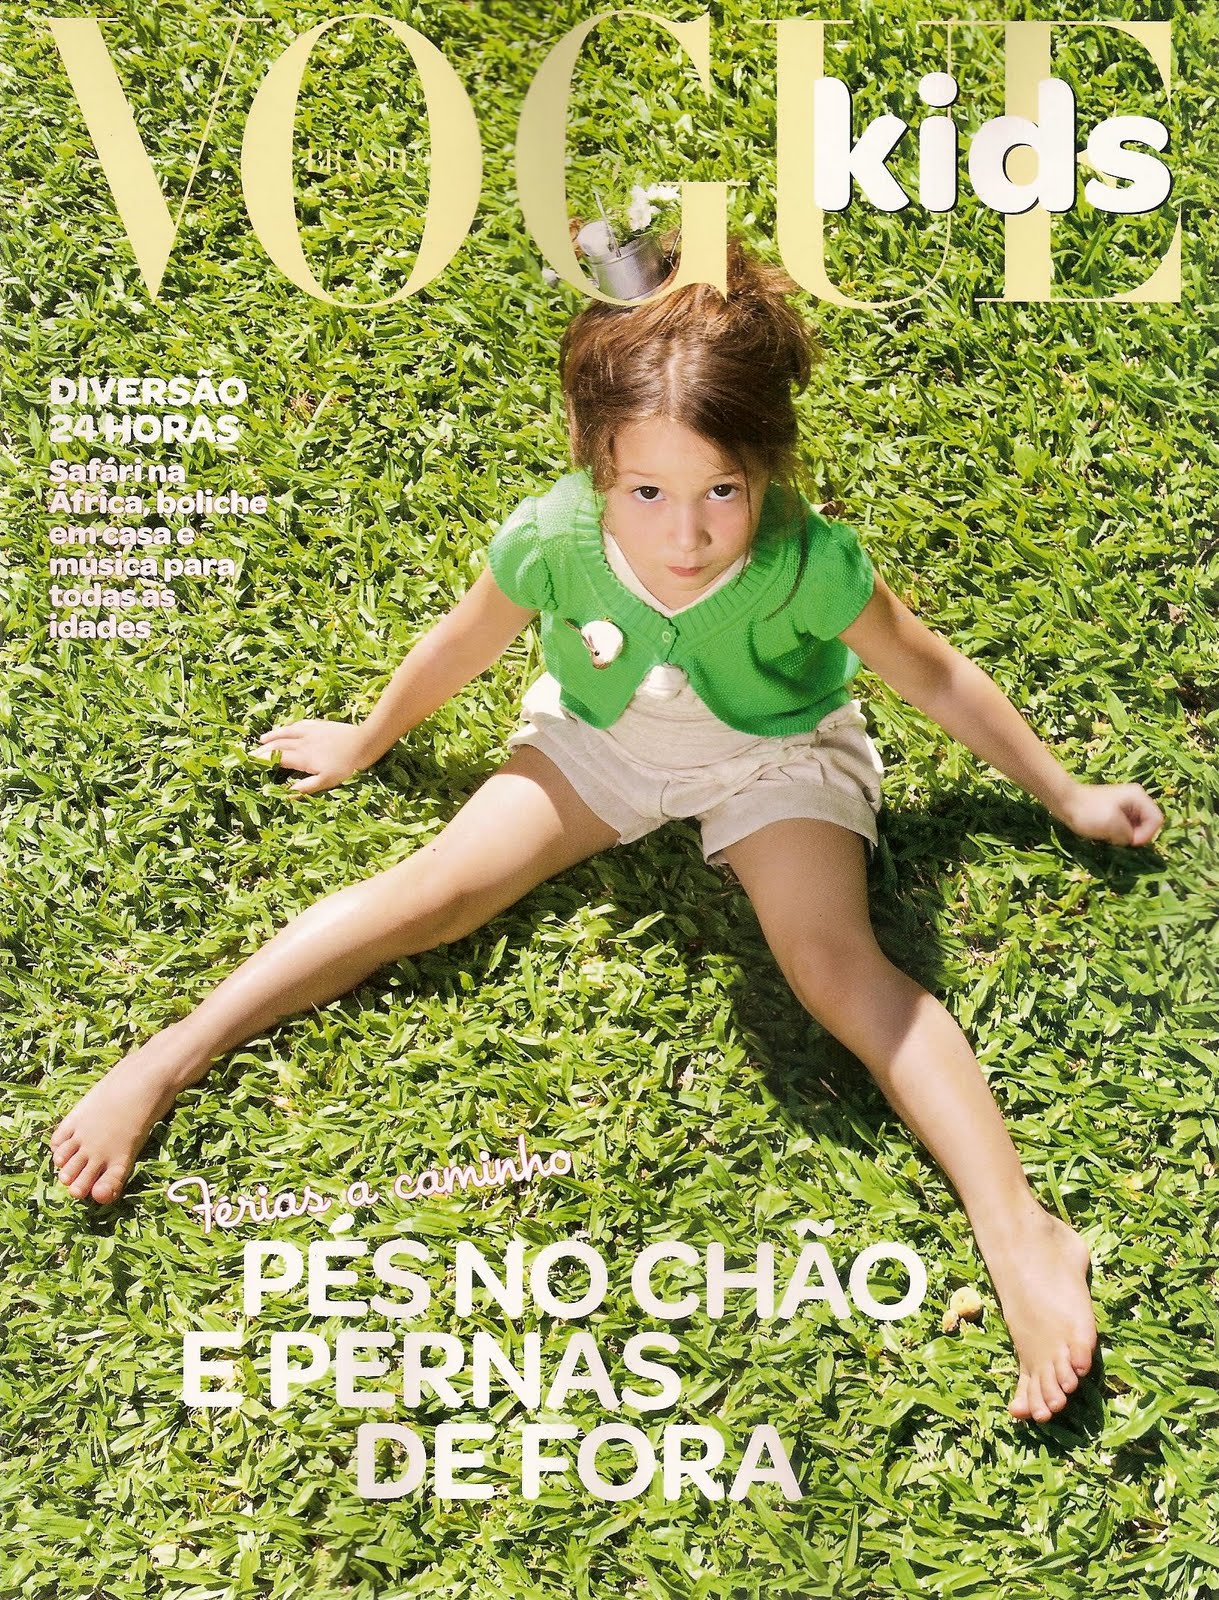 VOGUE
BRASIL
kids
DIVERSÃO
24 HORAS
Safári na
África, boliche
em casa e
música para
todas as
idades
Férias a caminho
PÉS NO CHÃO
E PERNAS
DE FORA